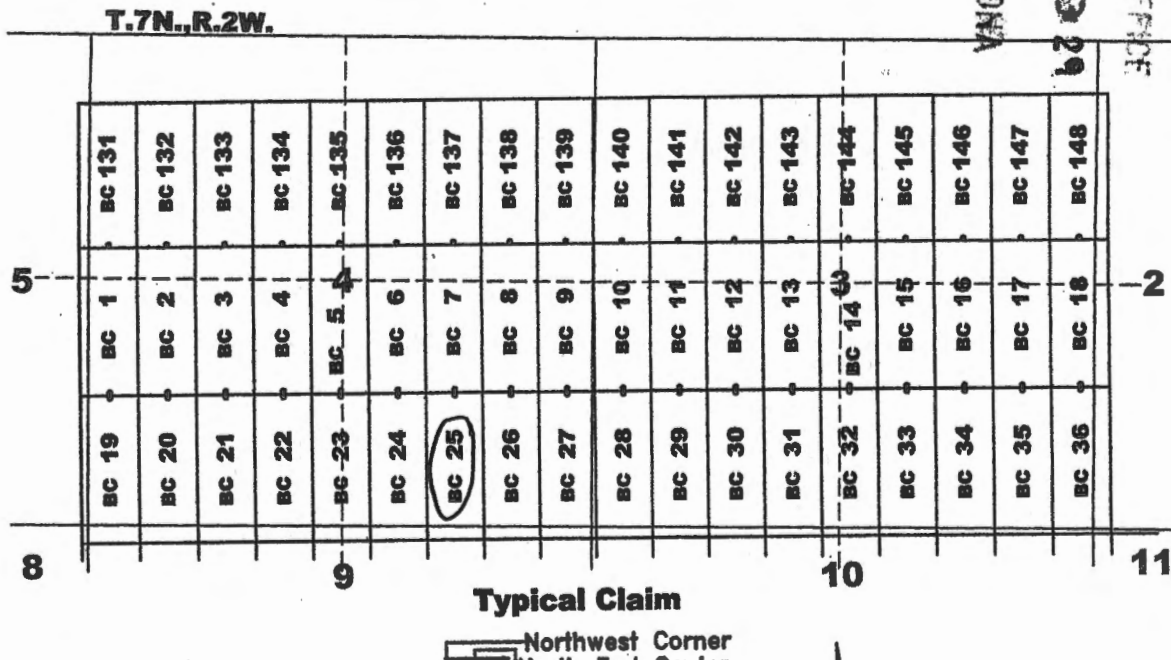 T.7N.,R.2W.
29
BC 131 BC 132 BC 133 BC 134 BC 135 BC 136 BC 137 BC 138 BC 139 BC 140 BC 141 BC 142 BC 143 BC 144 BC 145 BC 146 BC 147 BC 148
5 4 3 2
BC 1 BC 2 BC 3 BC 4 BC 5 BC 6 BC 7 BC 8 BC 9 BC 10 BC 11 BC 12 BC 13 BC 14 BC 15 BC 16 BC 17 BC 18
BC 19 BC 20 BC 21 BC 22 BC 23 BC 24 BC 25 BC 26 BC 27 BC 28 BC 29 BC 30 BC 31 BC 32 BC 33 BC 34 BC 35 BC 36
8 9 10 11
Typical Claim
Northwest Corner